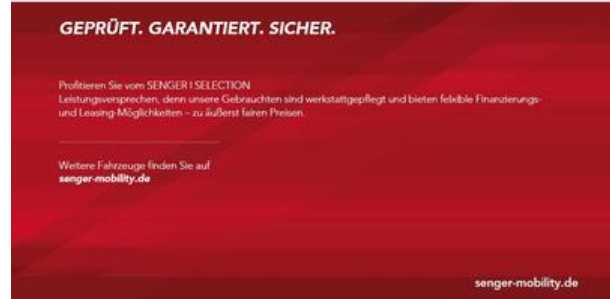 GEPRÜFT. GARANTIERT. SICHER.
Profitieren Sie vom SENGER I SELECTION
Leistungsversprechen, denn unsere Gebrauchten sind werkstattgepflegt und bieten felxible Finanzierungs-
und Leasing-Möglichkeiten – zu äußerst fairen Preisen.
Weitere Fahrzeuge finden Sie auf
senger-mobility.de
senger-mobility.de